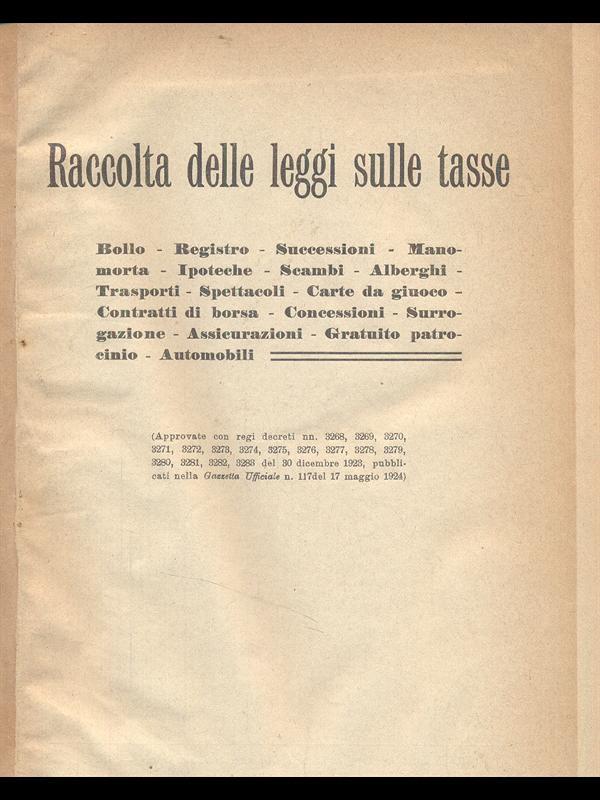 Raccolta delle leggi sulle tasse
Bollo - Registro - Successioni - Mano-
morta - Ipoteche - Scambi - Alberghi -
Trasporti - Spettacoli - Carte da giuoco -
Contratti di borsa - Concessioni - Surro-
gazione - Assicurazioni - Gratuito patro-
cinio - Automobili
(Approvate con regi decreti nn. 3268, 3269, 3270,
3271, 3272, 3273, 3274, 3275, 3276, 3277, 3278, 3279,
3280, 3281, 3282, 3283 del 30 dicembre 1923, pubbli-
cati nella Gazzetta Ufficiale n. 117del 17 maggio 1924)